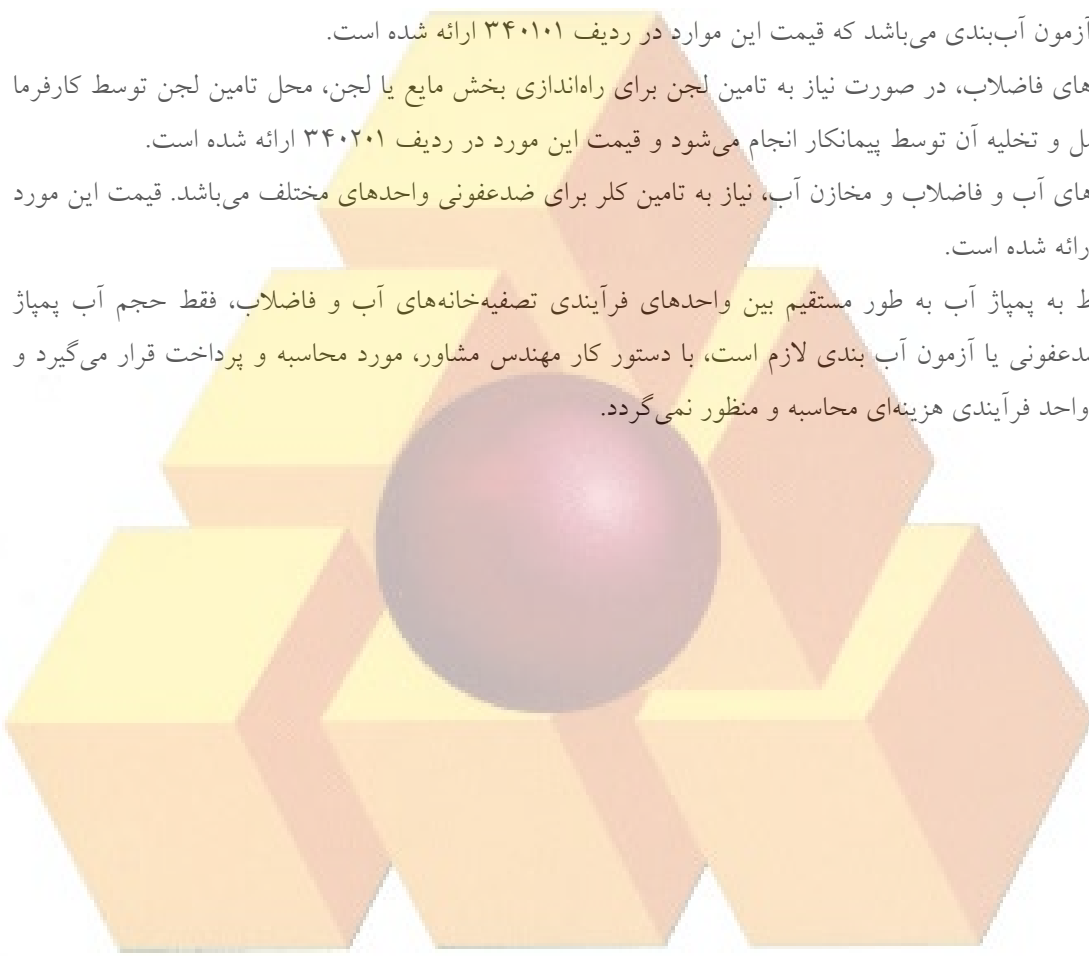 آزمون آب‌بندی می‌باشد که قیمت این موارد در ردیف ۳۴۰۱۰۱ ارائه شده است.
های فاضلاب، در صورت نیاز به تامین لجن برای راه‌اندازی بخش مایع یا لجن، محل تامین لجن توسط کارفرما
و تخلیه آن توسط پیمانکار انجام می‌شود و قیمت این مورد در ردیف ۳۴۰۲۰۱ ارائه شده است.
های آب و فاضلاب و مخازن آب، نیاز به تامین کلر برای ضدعفونی واحدهای مختلف می‌باشد. قیمت این مورد
رائه شده است.
ط به پمپاژ آب به طور مستقیم بین واحدهای فرآیندی تصفیه‌خانه‌های آب و فاضلاب، فقط حجم آب پمپاژ
دعفونی یا آزمون آب بندی لازم است، با دستور کار مهندس مشاور، مورد محاسبه و پرداخت قرار می‌گیرد و
واحد فرآیندی هزینه‌ای محاسبه و منظور نمی‌گردد.